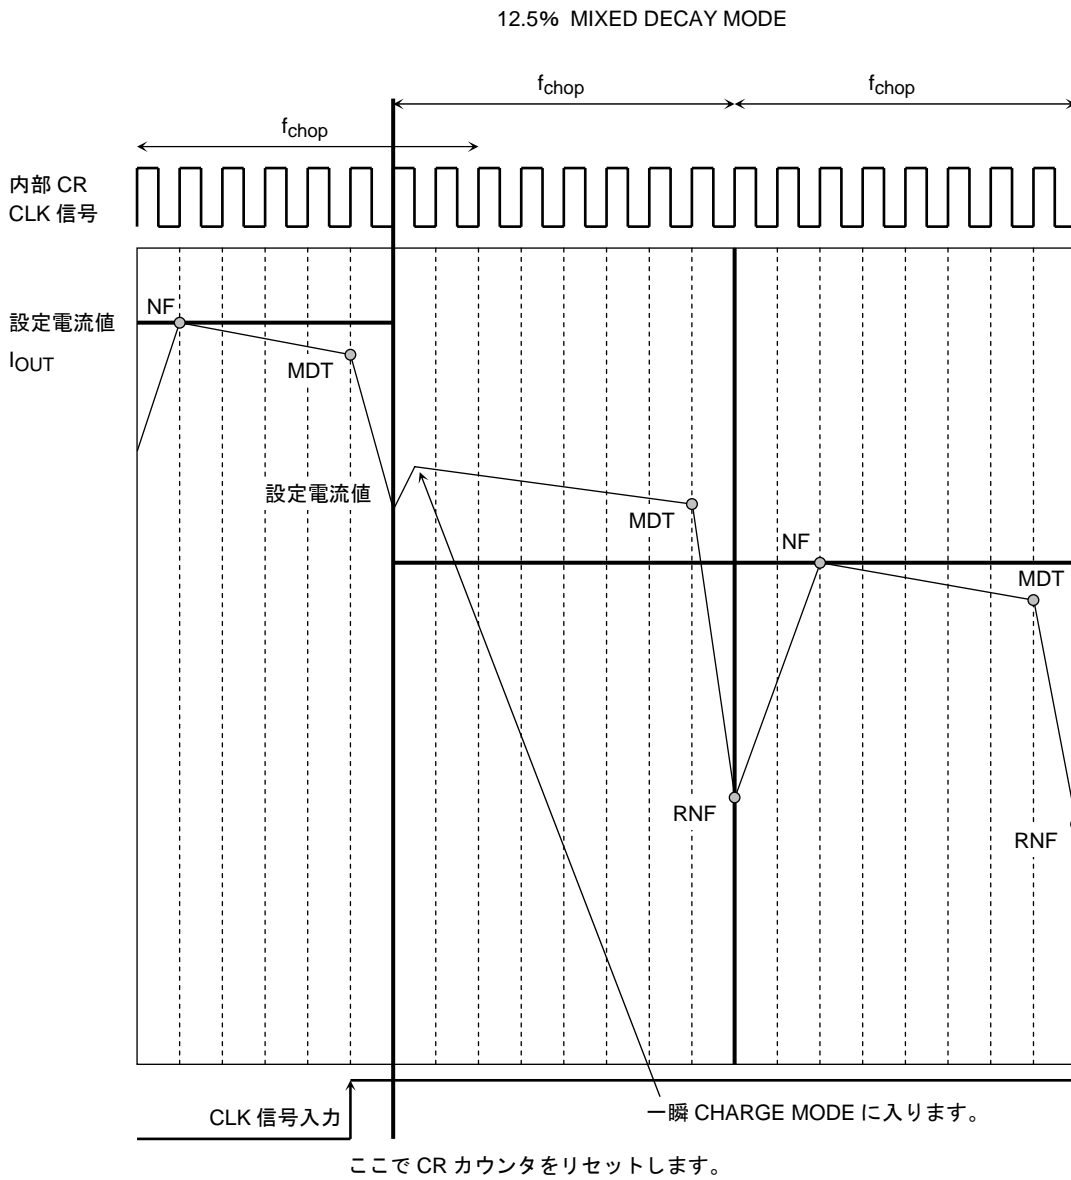 12.5% MIXED DECAY MODE
fchop
fchop
fchop
内部 CR
CLK 信号
設定電流値
IOUT
NF
MDT
設定電流値
MDT
NF
MDT
RNF
RNF
CLK 信号入力
一瞬 CHARGE MODE に入ります。
ここで CR カウンタをリセットします。